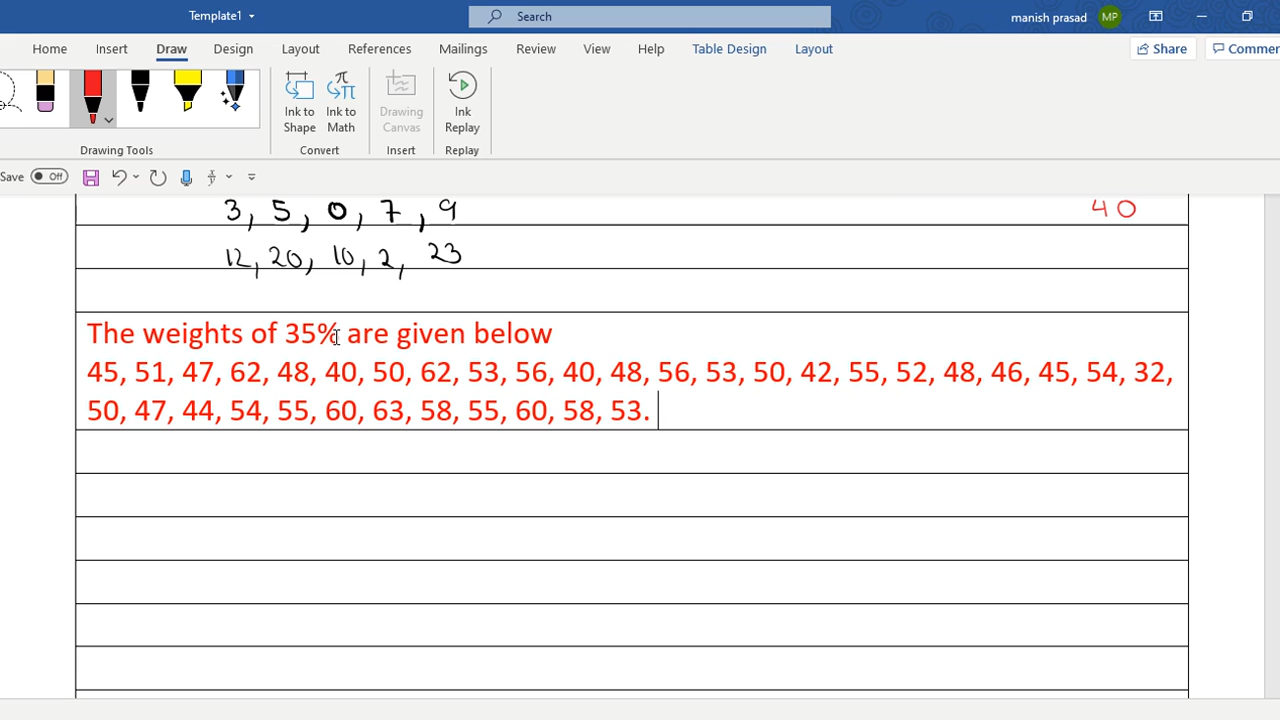 Template1
Search
manish prasad
MP
Home Insert Draw Design Layout References Mailings Review View Help Table Design Layout
Share
Ink to Shape
Ink to Math
Drawing Canvas
Ink Replay
Drawing Tools
Convert
Insert
Replay
Save Off
3, 5, 0, 7, 9
40
12, 20, 10, 2, 23
The weights of 35% are given below
45, 51, 47, 62, 48, 40, 50, 62, 53, 56, 40, 48, 56, 53, 50, 42, 55, 52, 48, 46, 45, 54, 32,
50, 47, 44, 54, 55, 60, 63, 58, 55, 60, 58, 53.